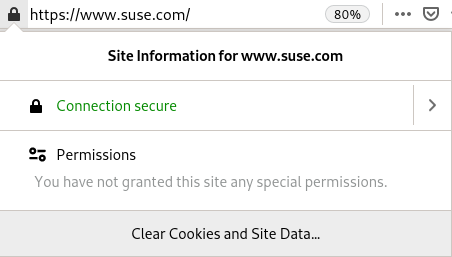 https://www.suse.com/ 80%
Site Information for www.suse.com
Connection secure
Permissions
You have not granted this site any special permissions.
Clear Cookies and Site Data...